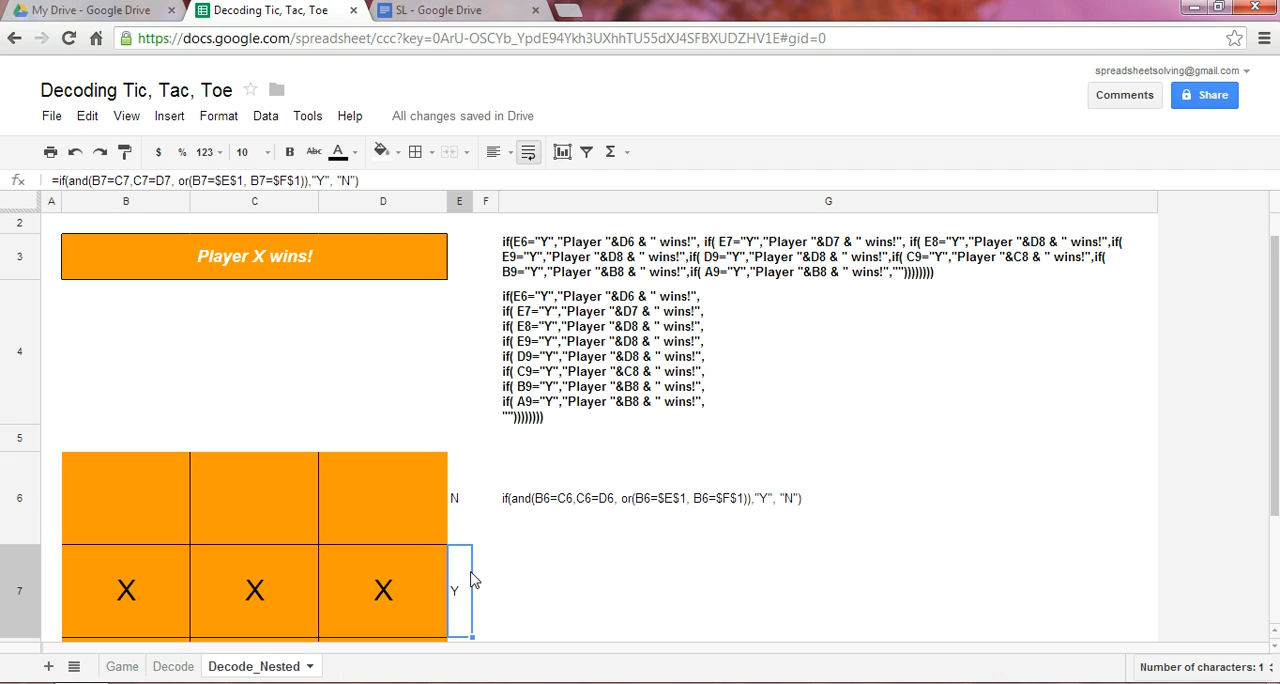 My Drive - Google Drive
Decoding Tic, Tac, Toe
SL - Google Drive
https://docs.google.com/spreadsheet/ccc?key=0ArU-OSCYb_YpdE94Ykh3UXhhTU55dXJ4SFBXUDZHV1E#gid=0
spreadsheetsolving@gmail.com
Decoding Tic, Tac, Toe
Comments
Share
File Edit View Insert Format Data Tools Help All changes saved in Drive
$ % 123 10 B Abc A Σ
fx =if(and(B7=C7,C7=D7, or(B7=$E$1, B7=$F$1)),"Y", "N")
A B C D E F G
2
3
Player X wins!
if(E6="Y","Player "&D6 & " wins!", if( E7="Y","Player "&D7 & " wins!", if( E8="Y","Player "&D8 & " wins!",if(
E9="Y","Player "&D8 & " wins!",if( D9="Y","Player "&D8 & " wins!",if( C9="Y","Player "&C8 & " wins!",if(
B9="Y","Player "&B8 & " wins!",if( A9="Y","Player "&B8 & " wins!",""))))))))
4
if(E6="Y","Player "&D6 & " wins!",
if( E7="Y","Player "&D7 & " wins!",
if( E8="Y","Player "&D8 & " wins!",
if( E9="Y","Player "&D8 & " wins!",
if( D9="Y","Player "&D8 & " wins!",
if( C9="Y","Player "&C8 & " wins!",
if( B9="Y","Player "&B8 & " wins!",
if( A9="Y","Player "&B8 & " wins!",
""))))))))
5
6 N if(and(B6=C6,C6=D6, or(B6=$E$1, B6=$F$1)),"Y", "N")
7 X X X Y
Game Decode Decode_Nested
Number of characters: 1